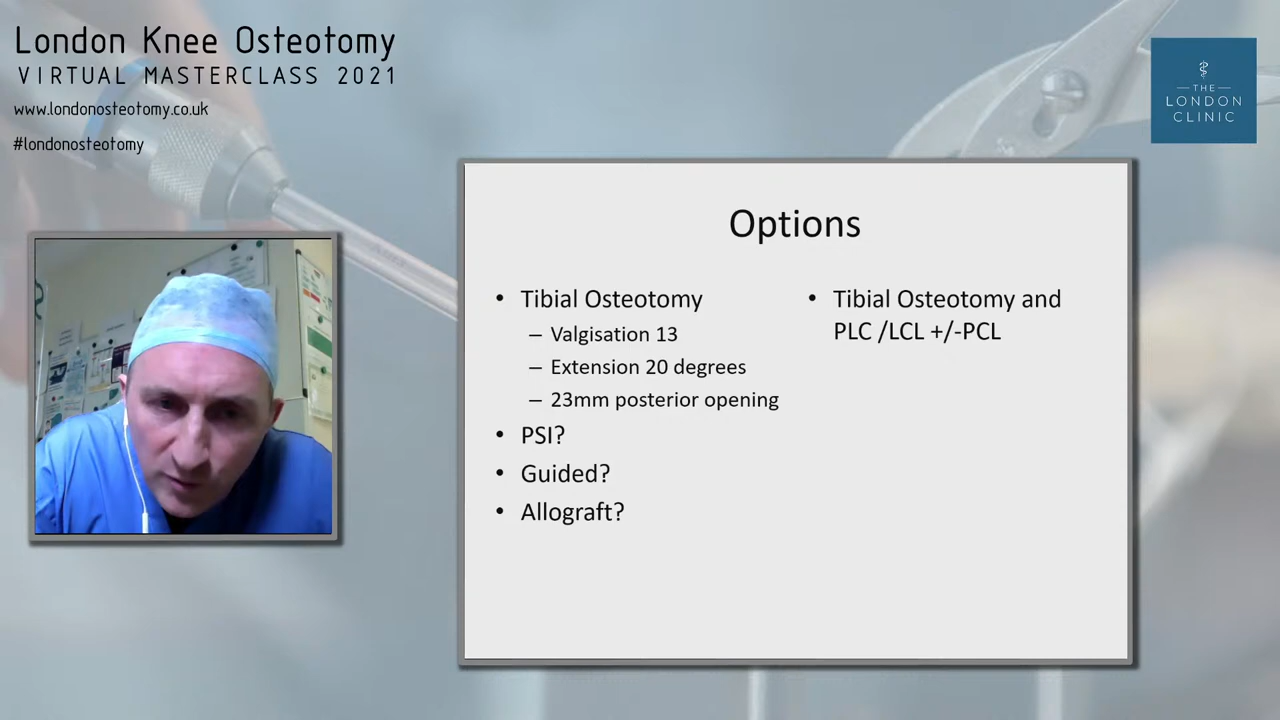 London Knee Osteotomy
VIRTUAL MASTERCLASS 2021
www.londonosteotomy.co.uk
#londonosteotomy
THE
LONDON
CLINIC
Options
• Tibial Osteotomy
– Valgisation 13
– Extension 20 degrees
– 23mm posterior opening
• PSI?
• Guided?
• Allograft?
• Tibial Osteotomy and
PLC /LCL +/-PCL